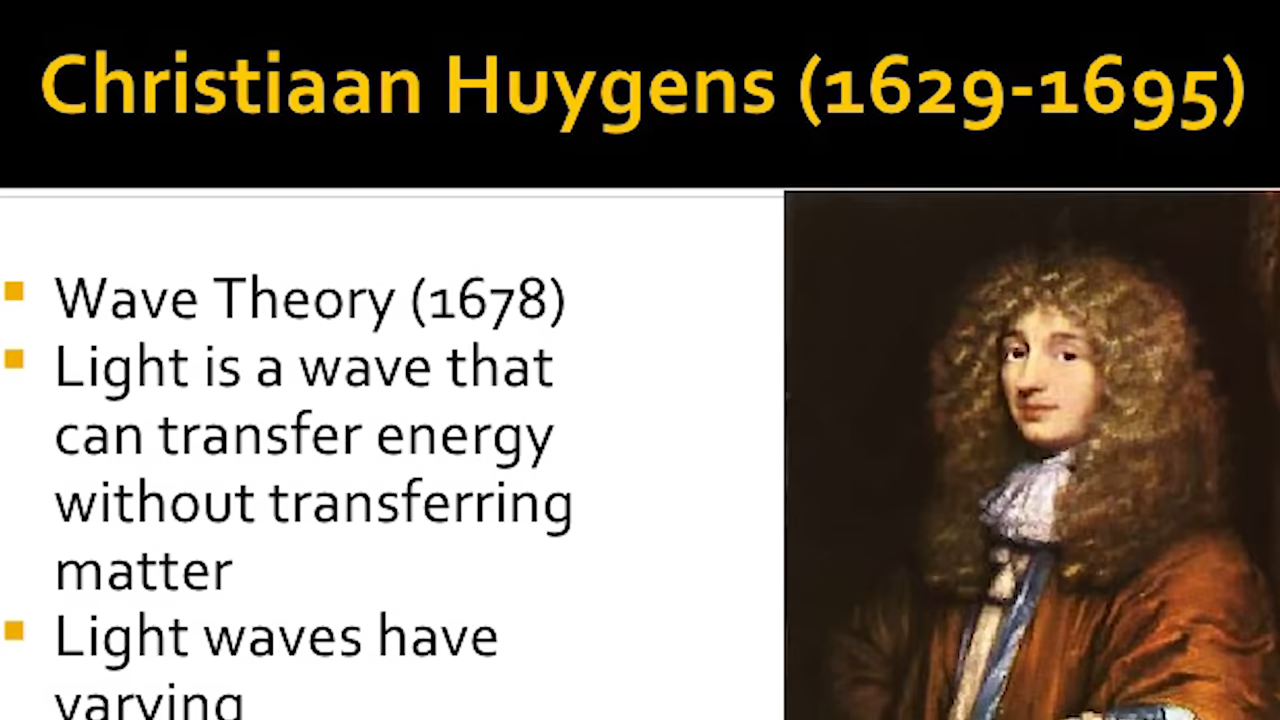 Christiaan Huygens (1629-1695)
Wave Theory (1678)
Light is a wave that
can transfer energy
without transferring
matter
Light waves have
varying